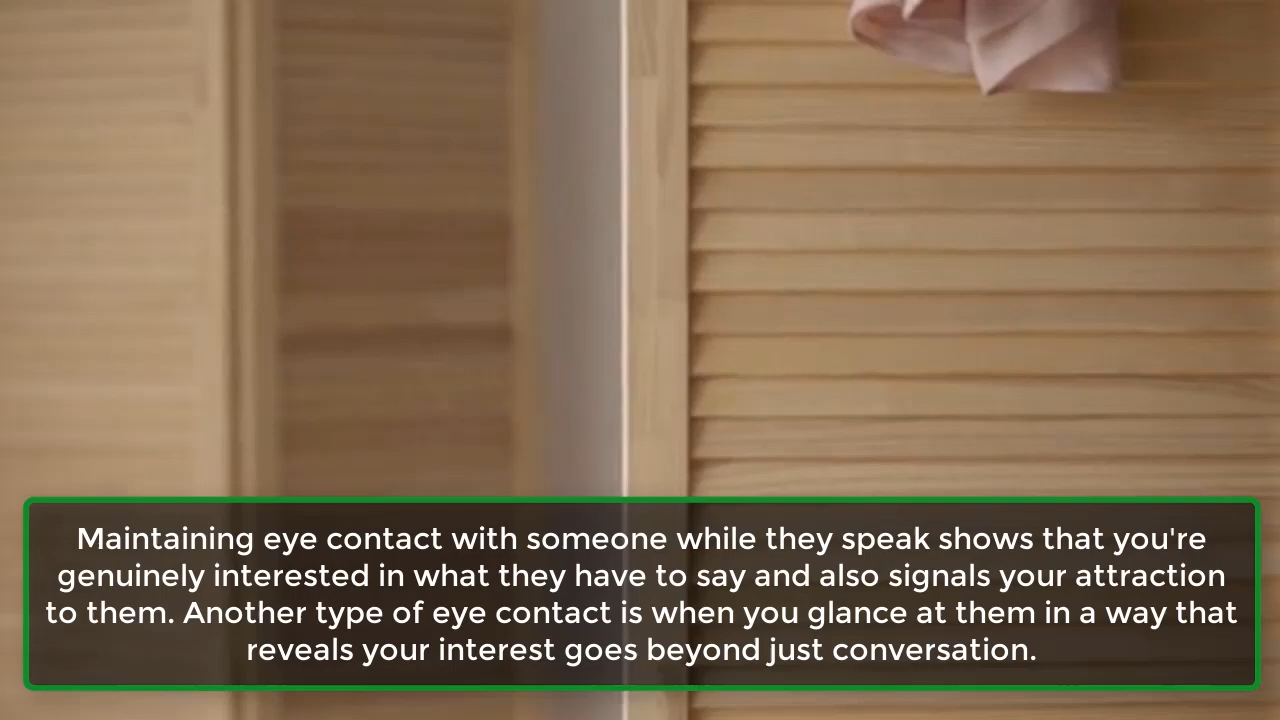 Maintaining eye contact with someone while they speak shows that you're
genuinely interested in what they have to say and also signals your attraction
to them. Another type of eye contact is when you glance at them in a way that
reveals your interest goes beyond just conversation.